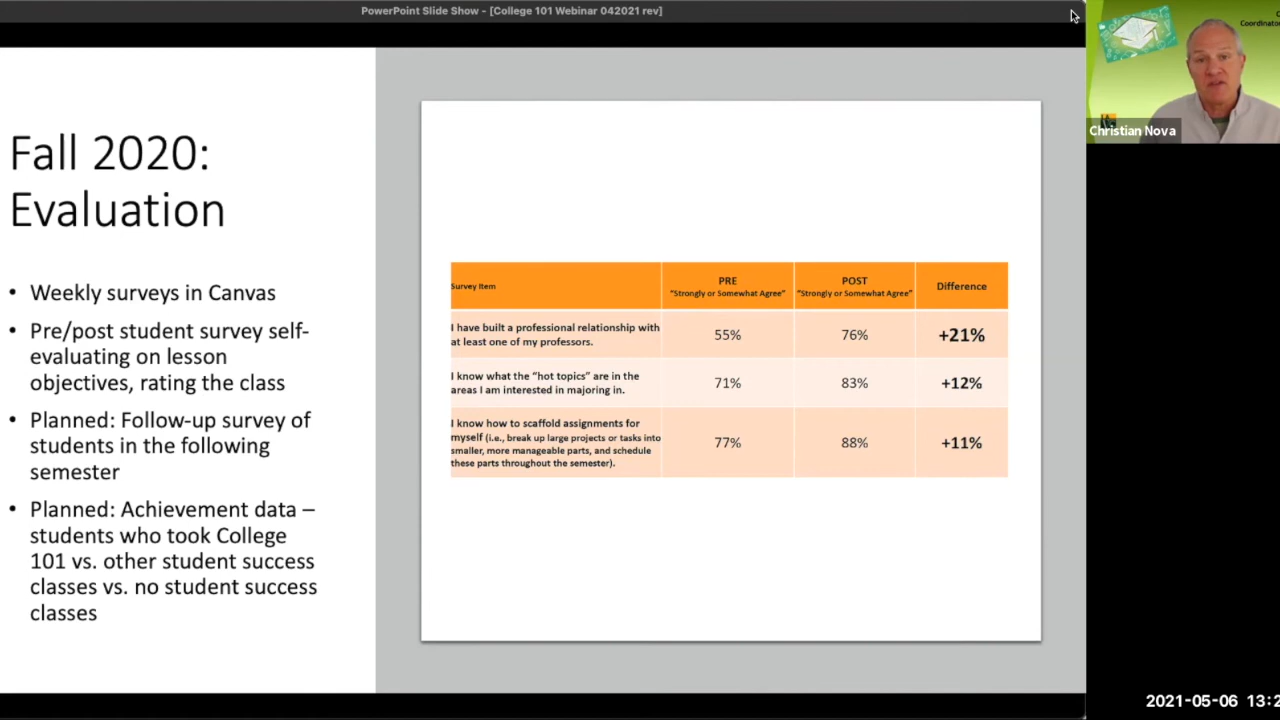 PowerPoint Slide Show - [College 101 Webinar 042021 rev]
Fall 2020:
Evaluation
• Weekly surveys in Canvas
• Pre/post student survey self-
evaluating on lesson
objectives, rating the class
• Planned: Follow-up survey of
students in the following
semester
• Planned: Achievement data –
students who took College
101 vs. other student success
classes vs. no student success
classes
Survey Item
PRE
"Strongly or Somewhat Agree"
POST
"Strongly or Somewhat Agree"
Difference
I have built a professional relationship with
at least one of my professors.
55%
76%
+21%
I know what the "hot topics" are in the
areas I am interested in majoring in.
71%
83%
+12%
I know how to scaffold assignments for
myself (i.e., break up large projects or tasks into
smaller, more manageable parts, and schedule
these parts throughout the semester).
77%
88%
+11%
Coordinator
Christian Nova
2021-05-06 13:2